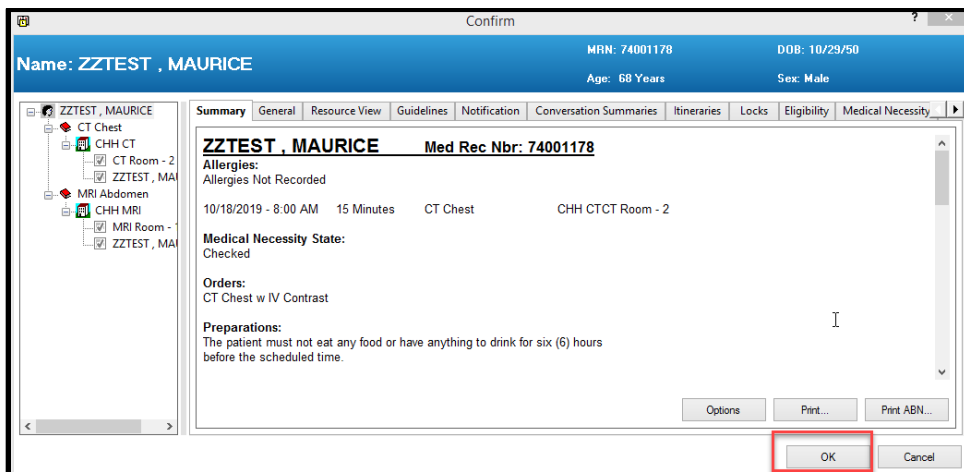 Confirm
? ×
Name: ZZTEST , MAURICE
MRN: 74001178
DOB: 10/29/50
Age: 68 Years
Sex: Male
ZZTEST , MAURICE
CT Chest
CHH CT
CT Room - 2
ZZTEST , MAU
MRI Abdomen
CHH MRI
MRI Room - 
ZZTEST , MAU
Summary General Resource View Guidelines Notification Conversation Summaries Itineraries Locks Eligibility Medical Necessity
ZZTEST , MAURICE Med Rec Nbr: 74001178
Allergies:
Allergies Not Recorded
10/18/2019 - 8:00 AM 15 Minutes CT Chest CHH CTCT Room - 2
Medical Necessity State:
Checked
Orders:
CT Chest w IV Contrast
Preparations:
The patient must not eat any food or have anything to drink for six (6) hours
before the scheduled time.
Options Print... Print ABN...
OK Cancel